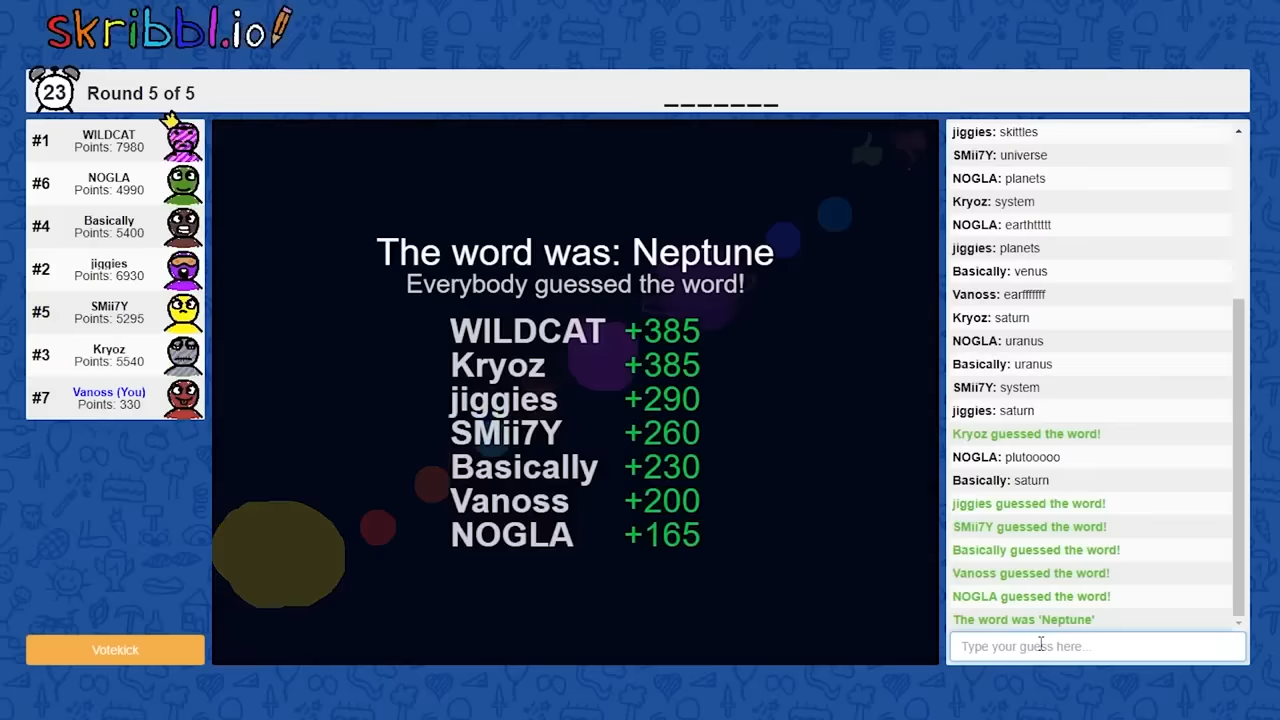 skribbl.io
23
Round 5 of 5
_______
#1
WILDCAT
Points: 7980
#6
NOGLA
Points: 4990
#4
Basically
Points: 5400
#2
jiggies
Points: 6930
#5
SMii7Y
Points: 5295
#3
Kryoz
Points: 5540
#7
Vanoss (You)
Points: 330
Votekick
The word was: Neptune
Everybody guessed the word!
WILDCAT +385
Kryoz +385
jiggies +290
SMii7Y +260
Basically +230
Vanoss +200
NOGLA +165
jiggies: skittles
SMii7Y: universe
NOGLA: planets
Kryoz: system
NOGLA: earthttttt
jiggies: planets
Basically: venus
Vanoss: earfffffff
Kryoz: saturn
NOGLA: uranus
Basically: uranus
SMii7Y: system
jiggies: saturn
Kryoz guessed the word!
NOGLA: plutooooo
Basically: saturn
jiggies guessed the word!
SMii7Y guessed the word!
Basically guessed the word!
Vanoss guessed the word!
NOGLA guessed the word!
The word was 'Neptune'
Type your guess here...